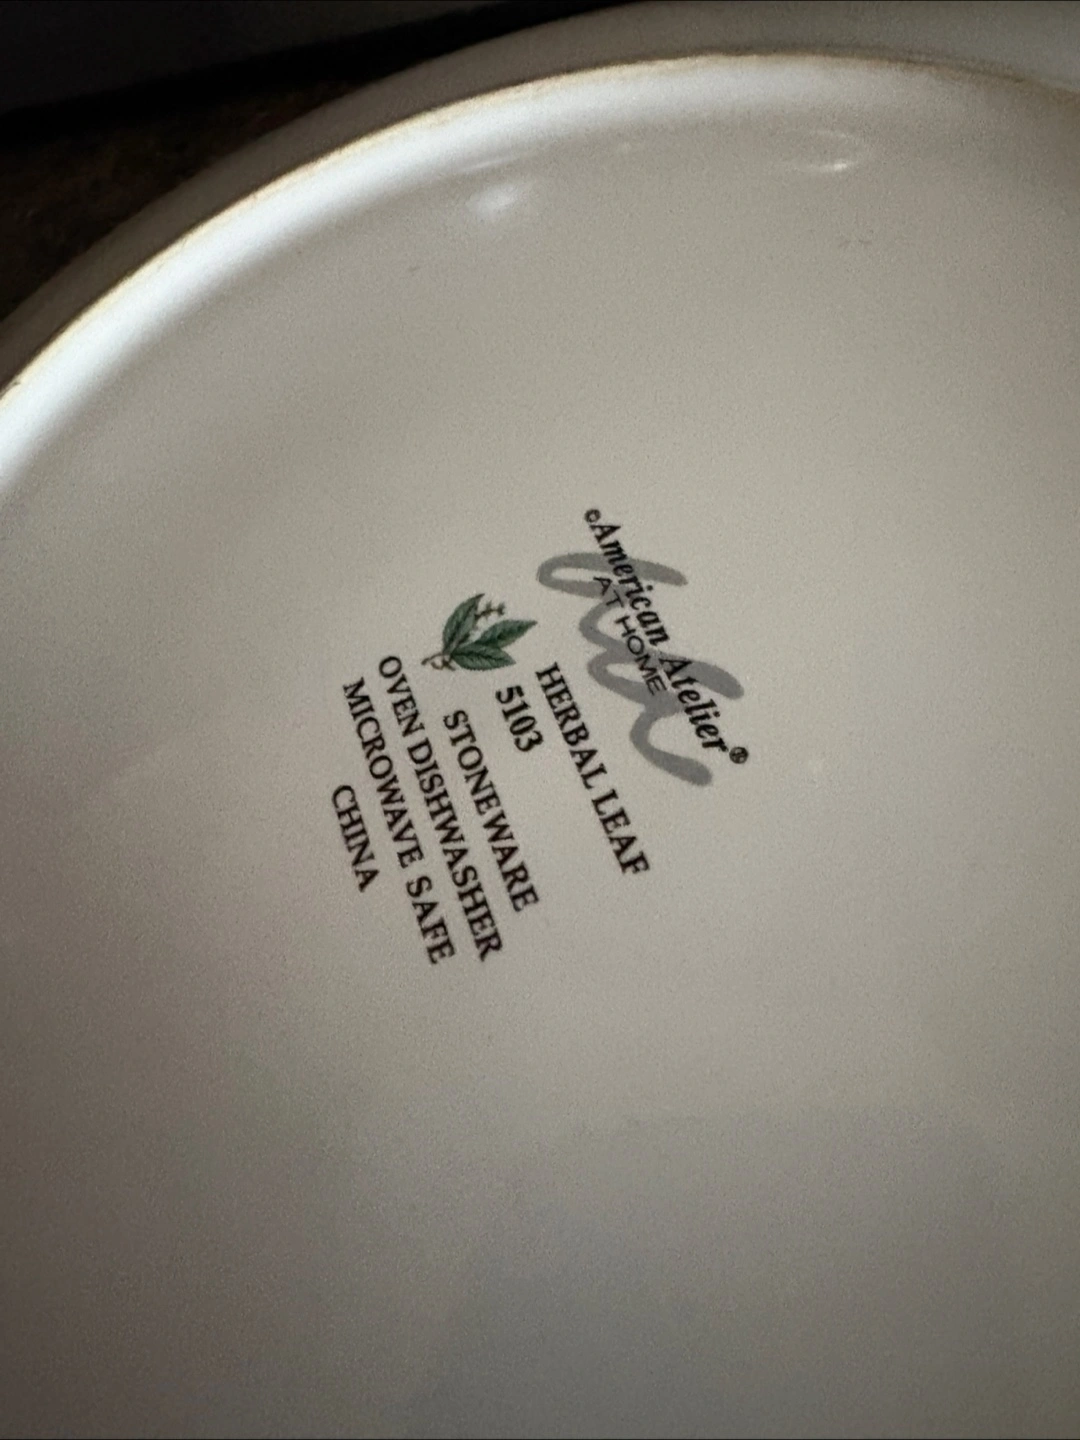 ©American Atelier®
AT HOME
HERBAL LEAF
5103
STONEWARE
OVEN DISHWASHER
MICROWAVE SAFE
CHINA